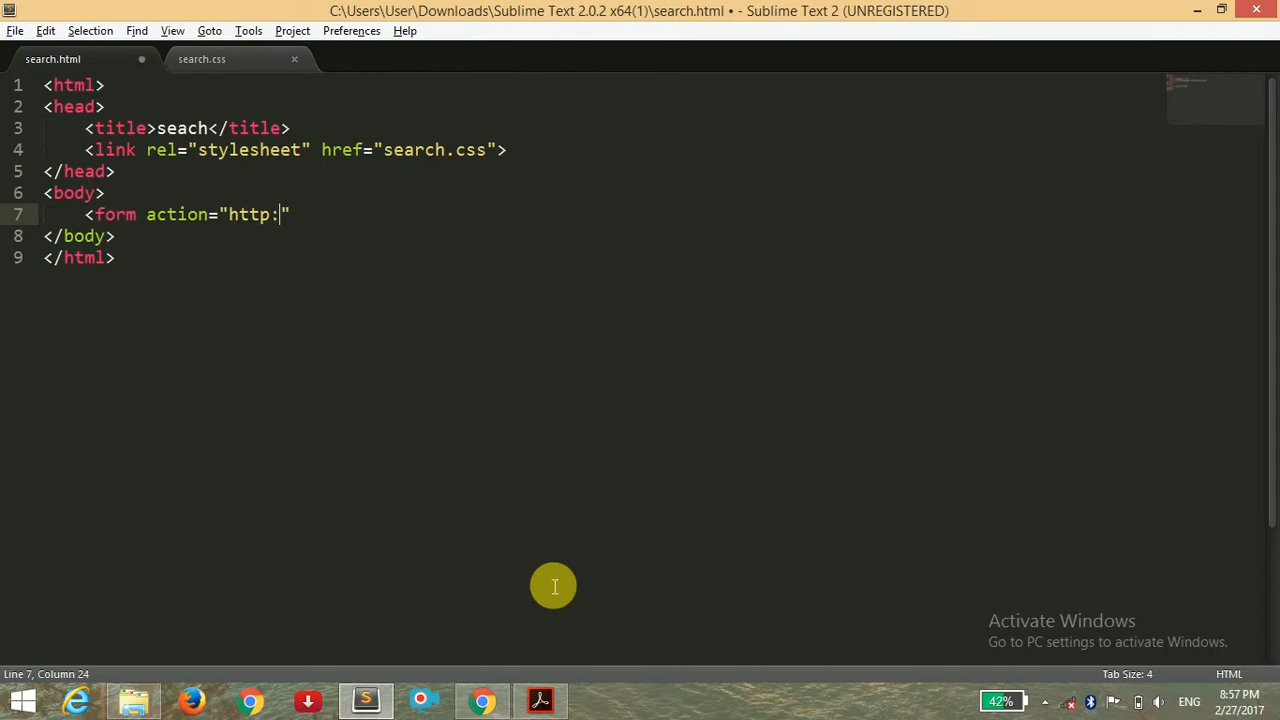 C:\Users\User\Downloads\Sublime Text 2.0.2 x64(1)\search.html • - Sublime Text 2 (UNREGISTERED)
File Edit Selection Find View Goto Tools Project Preferences Help
search.html search.css
1 <html>
2 <head>
3 <title>seach</title>
4 <link rel="stylesheet" href="search.css">
5 </head>
6 <body>
7 <form action="http:"
8 </body>
9 </html>
Activate Windows
Go to PC settings to activate Windows.
Line 7, Column 24 Tab Size: 4 HTML
42% ENG 8:57 PM
2/27/2017